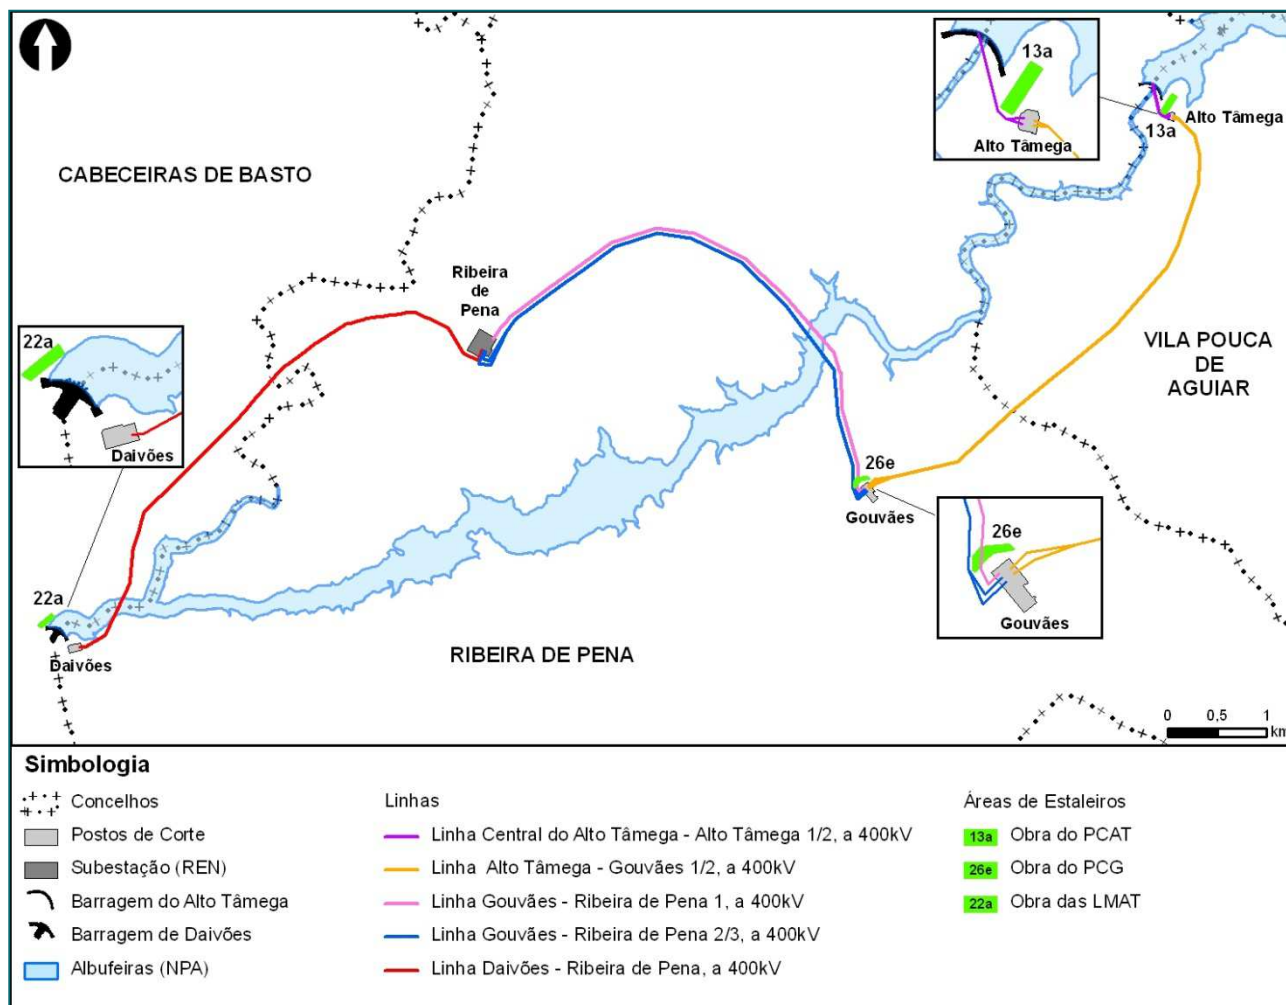 13a
Alto Tâmega
13a
Alto Tâmega
CABECEIRAS DE BASTO
Ribeira
de
Pena
22a
Daivões
VILA POUCA
DE
AGUIAR
26e
Gouvães
26e
Gouvães
22a
Daivões
RIBEIRA DE PENA
0 0,5 1
km
Simbologia
Concelhos
Postos de Corte
Subestação (REN)
Barragem do Alto Tâmega
Barragem de Daivões
Albufeiras (NPA)
Linhas
Linha Central do Alto Tâmega - Alto Tâmega 1/2, a 400kV
Linha Alto Tâmega - Gouvães 1/2, a 400kV
Linha Gouvães - Ribeira de Pena 1, a 400kV
Linha Gouvães - Ribeira de Pena 2/3, a 400kV
Linha Daivões - Ribeira de Pena, a 400kV
Áreas de Estaleiros
13a Obra do PCAT
26e Obra do PCG
22a Obra das LMAT